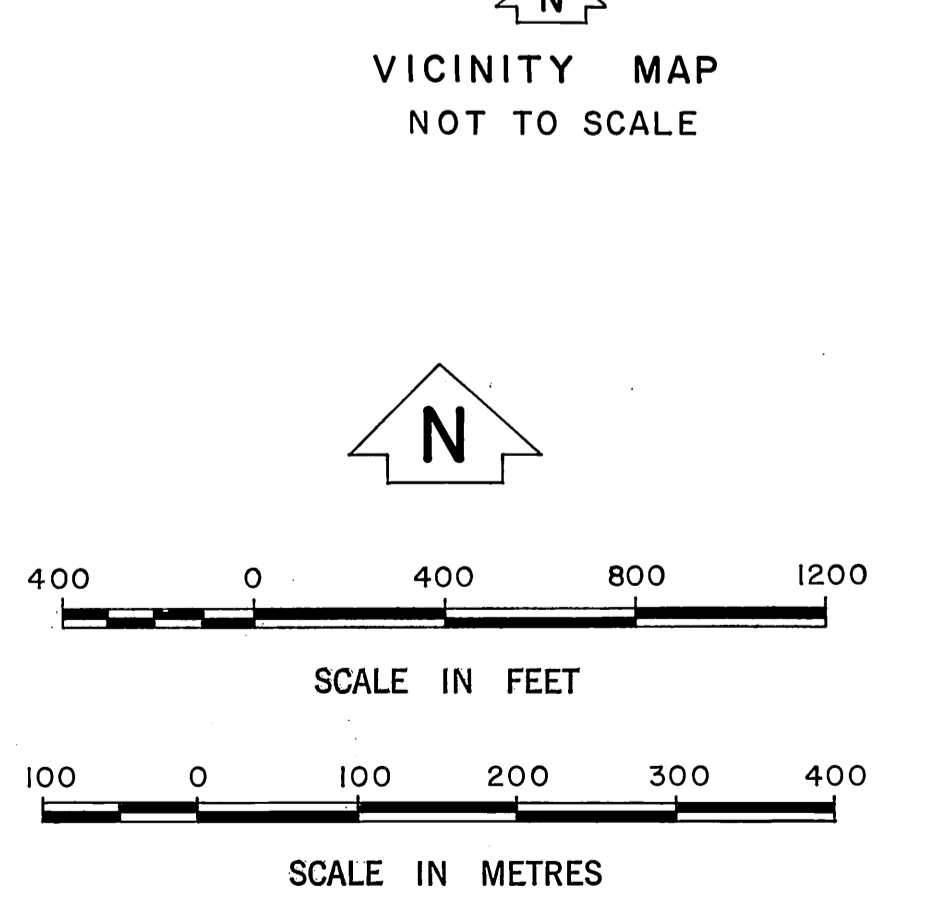 N
VICINITY MAP
NOT TO SCALE
N
400 0 400 800 1200
SCALE IN FEET
100 0 100 200 300 400
SCALE IN METRES